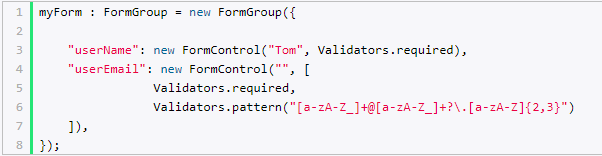 1 myForm : FormGroup = new FormGroup({
2
3 "userName": new FormControl("Tom", Validators.required),
4 "userEmail": new FormControl("", [
5 Validators.required,
6 Validators.pattern("[a-zA-Z_]+@[a-zA-Z_]+?\.[a-zA-Z]{2,3}")
7 ]),
8 });